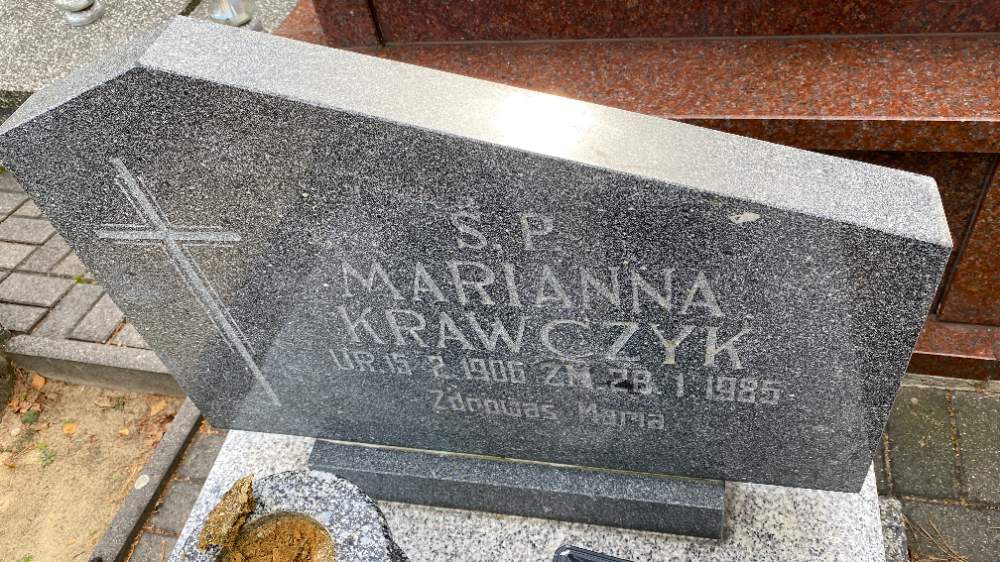 Ś. P.
MARIANNA
KRAWCZYK
UR. 15. 2. 1906 ZM. 28. 1. 1985
Zdrowaś Maria